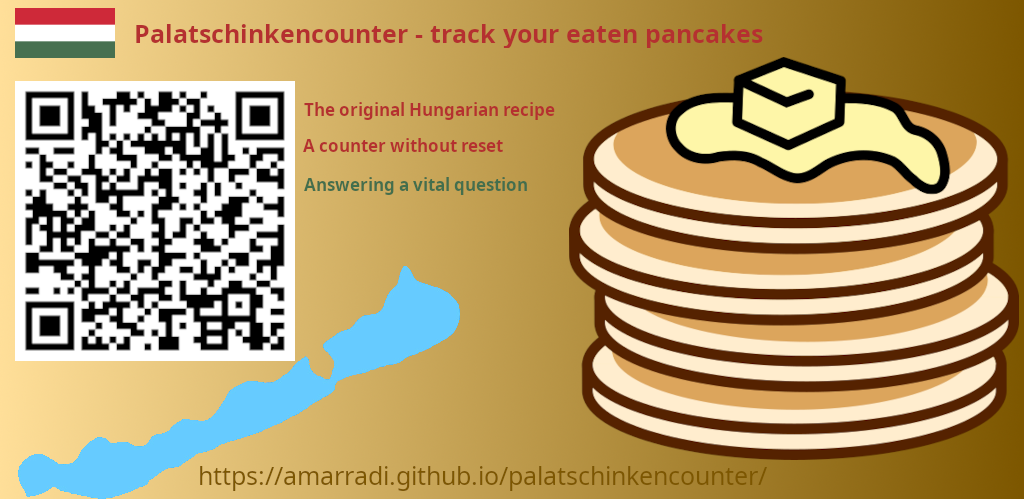 Palatschinkencounter - track your eaten pancakes
The original Hungarian recipe
A counter without reset
Answering a vital question
https://amarradi.github.io/palatschinkencounter/